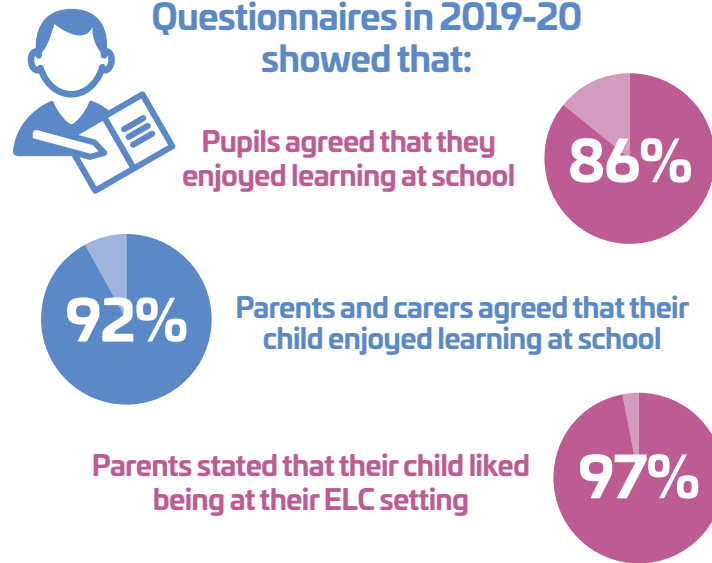 Questionnaires in 2019-20
showed that:
Pupils agreed that they
enjoyed learning at school
86%
92%
Parents and carers agreed that their
child enjoyed learning at school
Parents stated that their child liked
being at their ELC setting
97%